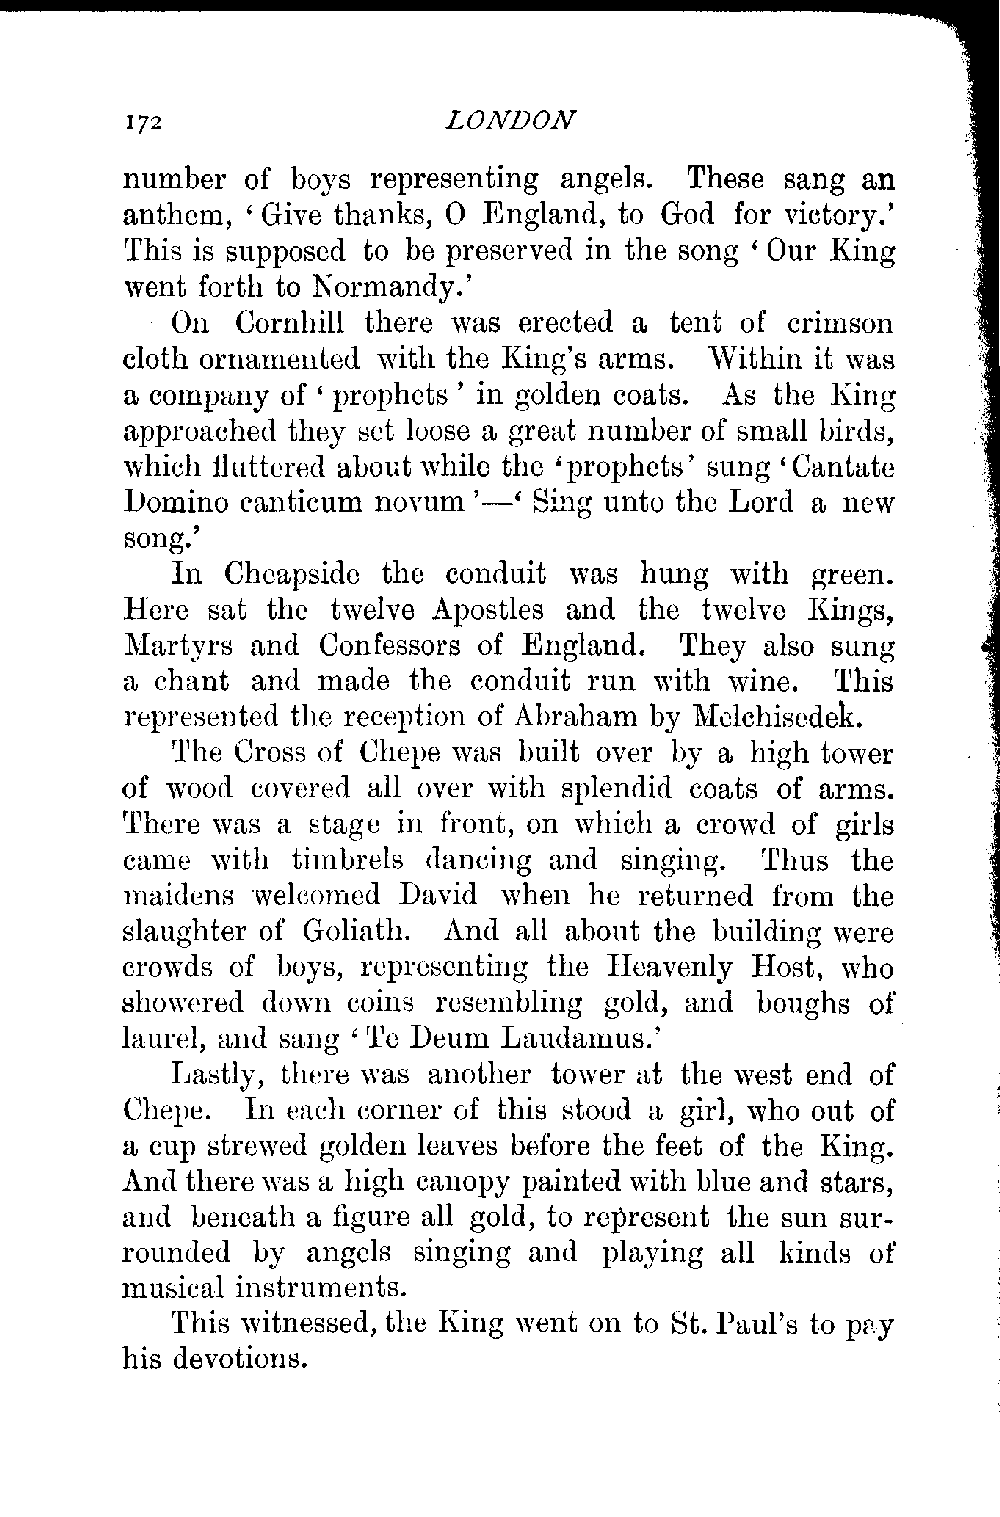 172 LONDON
number of boys representing angels. These sang an
anthem, ‘Give thanks, O England, to God for victory.’
This is supposed to be preserved in the song ‘Our King
went forth to Normandy.’
On Cornhill there was erected a tent of crimson
cloth ornamented with the King's arms. Within it was
a company of ‘prophets’ in golden coats. As the King
approached they set loose a great number of small birds,
which fluttered about while the ‘prophets’ sung ‘Cantate
Domino canticum novum’—‘Sing unto the Lord a new
song.’
In Cheapside the conduit was hung with green.
Here sat the twelve Apostles and the twelve Kings,
Martyrs and Confessors of England. They also sung
a chant and made the conduit run with wine. This
represented the reception of Abraham by Melchisedek.
The Cross of Chepe was built over by a high tower
of wood covered all over with splendid coats of arms.
There was a stage in front, on which a crowd of girls
came with timbrels dancing and singing. Thus the
maidens welcomed David when he returned from the
slaughter of Goliath. And all about the building were
crowds of boys, representing the Heavenly Host, who
showered down coins resembling gold, and boughs of
laurel, and sang ‘Te Deum Laudamus.’
Lastly, there was another tower at the west end of
Chepe. In each corner of this stood a girl, who out of
a cup strewed golden leaves before the feet of the King.
And there was a high canopy painted with blue and stars,
and beneath a figure all gold, to represent the sun sur-
rounded by angels singing and playing all kinds of
musical instruments.
This witnessed, the King went on to St. Paul's to pay
his devotions.